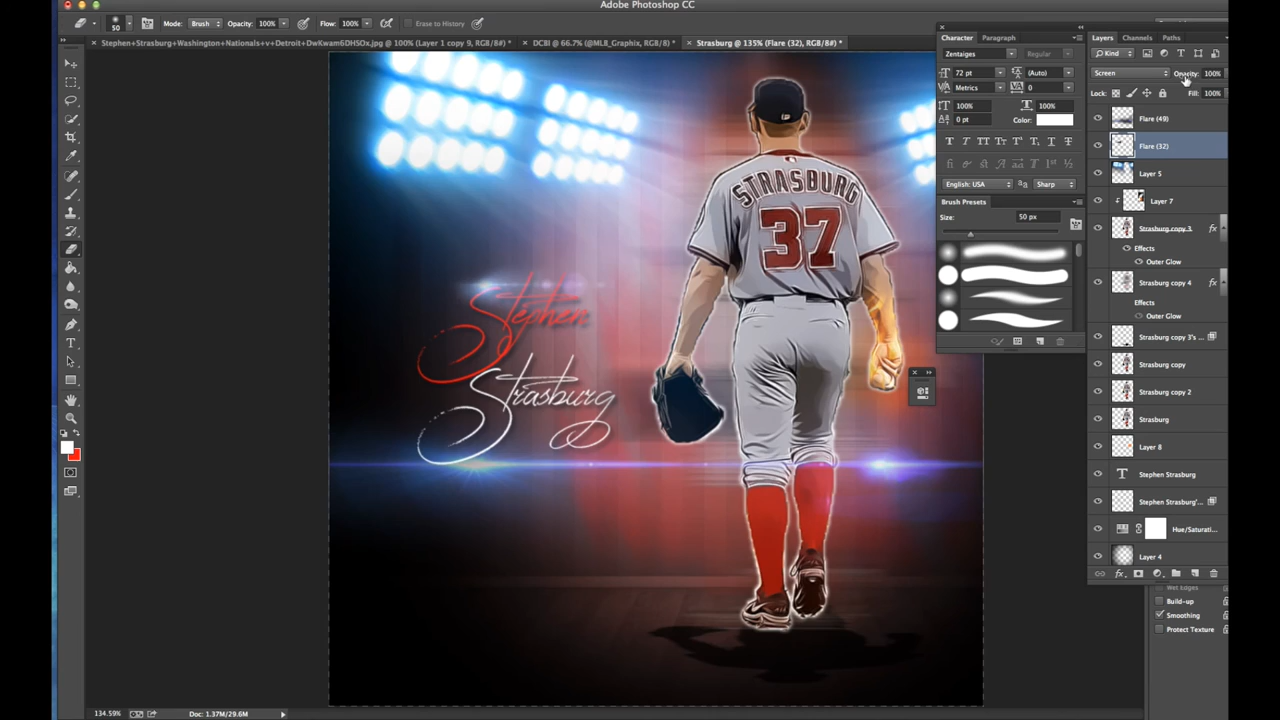 Adobe Photoshop CC
50 Mode: Brush Opacity: 100% Flow: 100% Erase to History
× Stephen+Strasburg+Washington+Nationals+v+Detroit+DwKwam6DHSOx.jpg @ 100% (Layer 1 copy 9, RGB/8#) * × DCBI @ 66.7% (@MLB_Graphix, RGB/8#) * × Strasburg @ 135% (Flare (32), RGB/8#) *
Character Paragraph
Zentaiges Regular
72 pt (Auto)
Metrics 0
100% 100%
0 pt Color:
English: USA Sharp
Brush Presets
Size: 50 px
Layers Channels Paths
Kind
Screen Opacity: 100%
Lock: Fill: 100%
Flare (49)
Flare (32)
Layer 5
Layer 7
Strasburg copy 3 fx
Effects
Outer Glow
Strasburg copy 4 fx
Effects
Outer Glow
Strasburg copy 3's ...
Strasburg copy
Strasburg copy 2
Strasburg
Layer 8
Stephen Strasburg
Stephen Strasburg'...
Hue/Saturati...
Layer 4
Wet Edges
Build-up
Smoothing
Protect Texture
STRASBURG
37
Stephen
Strasburg
134.59% Doc: 1.37M/29.6M